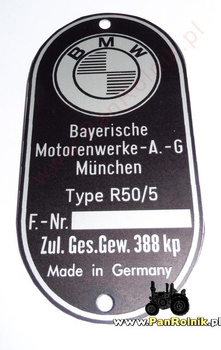 BMW
Bayerische
Motorenwerke-A.-G
München
Type R50/5
F.-Nr.
Zul. Ges.Gew. 388 kp
Made in Germany
www.PanRolnik.pl